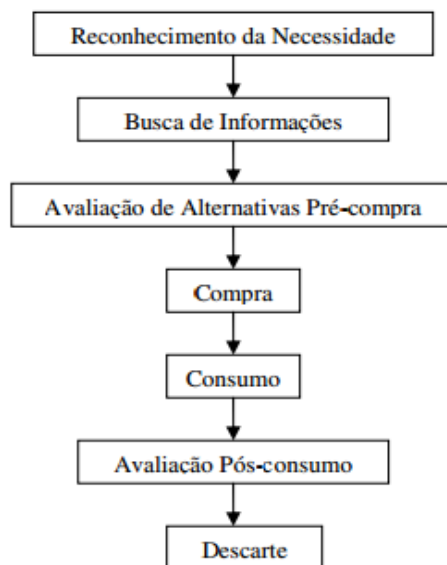 Reconhecimento da Necessidade
Busca de Informações
Avaliação de Alternativas Pré-compra
Compra
Consumo
Avaliação Pós-consumo
Descarte